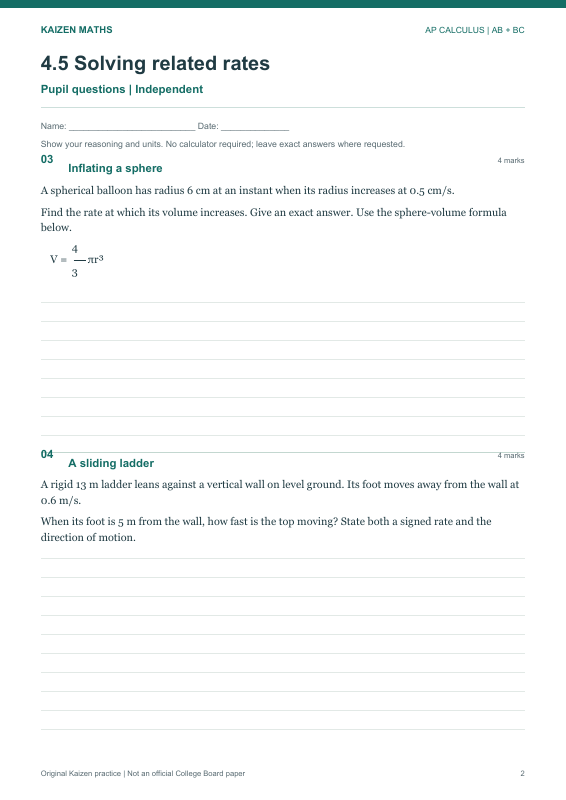 KAIZEN MATHS
AP CALCULUS | AB + BC
4.5 Solving related rates
Pupil questions | Independent
Name: __________________________ Date: ______________
Show your reasoning and units. No calculator required; leave exact answers where requested.
03
4 marks
Inflating a sphere
A spherical balloon has radius 6 cm at an instant when its radius increases at 0.5 cm/s.
Find the rate at which its volume increases. Give an exact answer. Use the sphere-volume formula
below.
V = 4/3 πr³
04
4 marks
A sliding ladder
A rigid 13 m ladder leans against a vertical wall on level ground. Its foot moves away from the wall at
0.6 m/s.
When its foot is 5 m from the wall, how fast is the top moving? State both a signed rate and the
direction of motion.
Original Kaizen practice | Not an official College Board paper
2